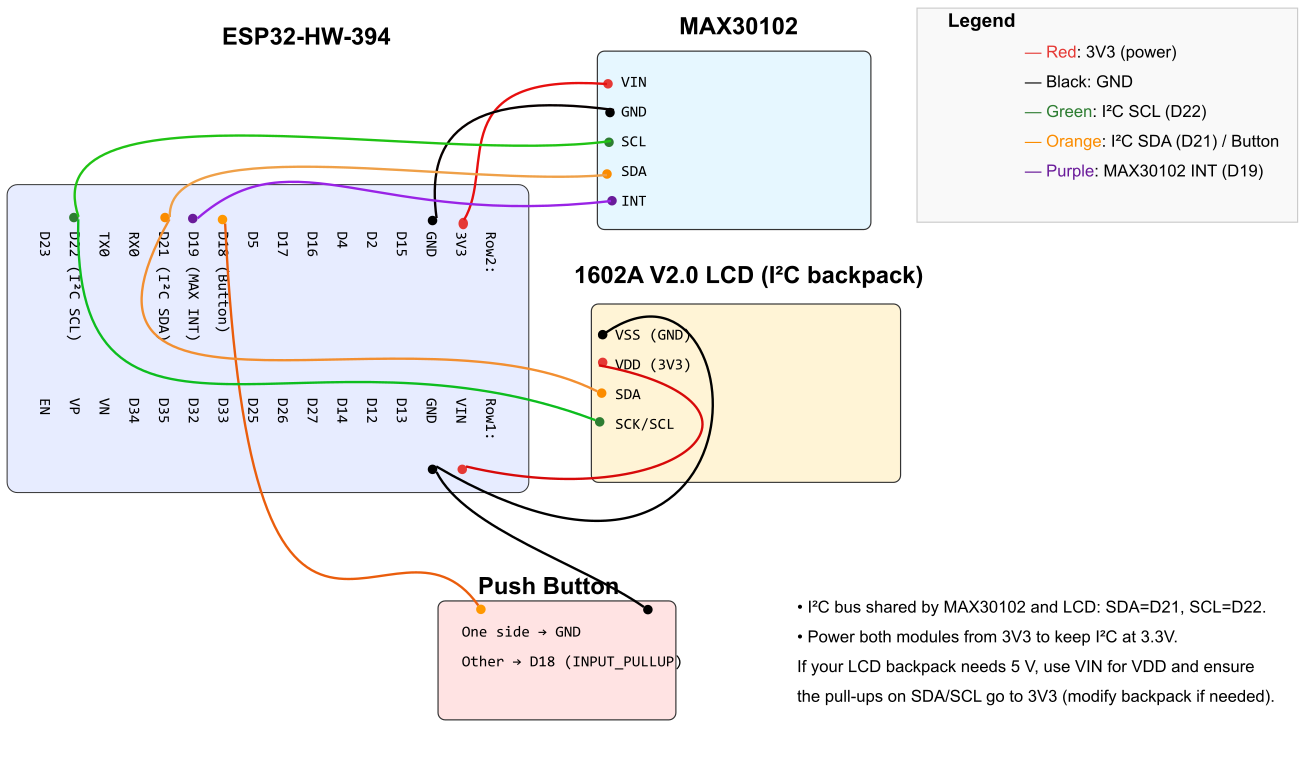 ESP32-HW-394
MAX30102
Legend
— Red: 3V3 (power)
— Black: GND
— Green: I²C SCL (D22)
— Orange: I²C SDA (D21) / Button
— Purple: MAX30102 INT (D19)
VIN
GND
SCL
SDA
INT
D23
D22 (I²C SCL)
TX0
RX0
D21 (I²C SDA)
D19 (MAX INT)
D18 (Button)
D5
D17
D16
D4
D2
D15
GND
3V3
Row2:
1602A V2.0 LCD (I²C backpack)
VSS (GND)
VDD (3V3)
SDA
SCK/SCL
EN
VP
VN
D34
D35
D32
D33
D25
D26
D27
D14
D12
D13
GND
VIN
Row1:
Push Button
One side → GND
Other → D18 (INPUT_PULLUP)
• I²C bus shared by MAX30102 and LCD: SDA=D21, SCL=D22.
• Power both modules from 3V3 to keep I²C at 3.3V.
If your LCD backpack needs 5 V, use VIN for VDD and ensure
the pull-ups on SDA/SCL go to 3V3 (modify backpack if needed).